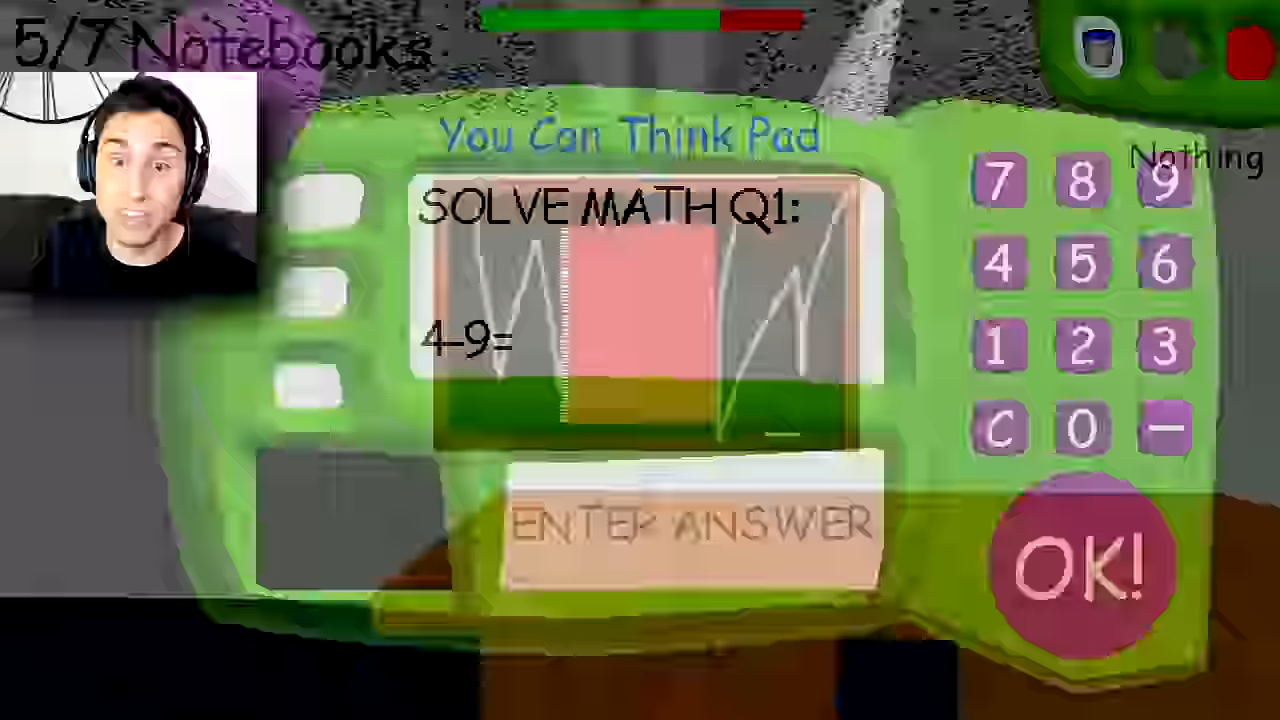 5/7 Notebooks
You Can Think Pad
Nothing
SOLVE MATH Q1:
4-9=
7 8 9
4 5 6
1 2 3
C 0 -
ENTER ANSWER
OK!